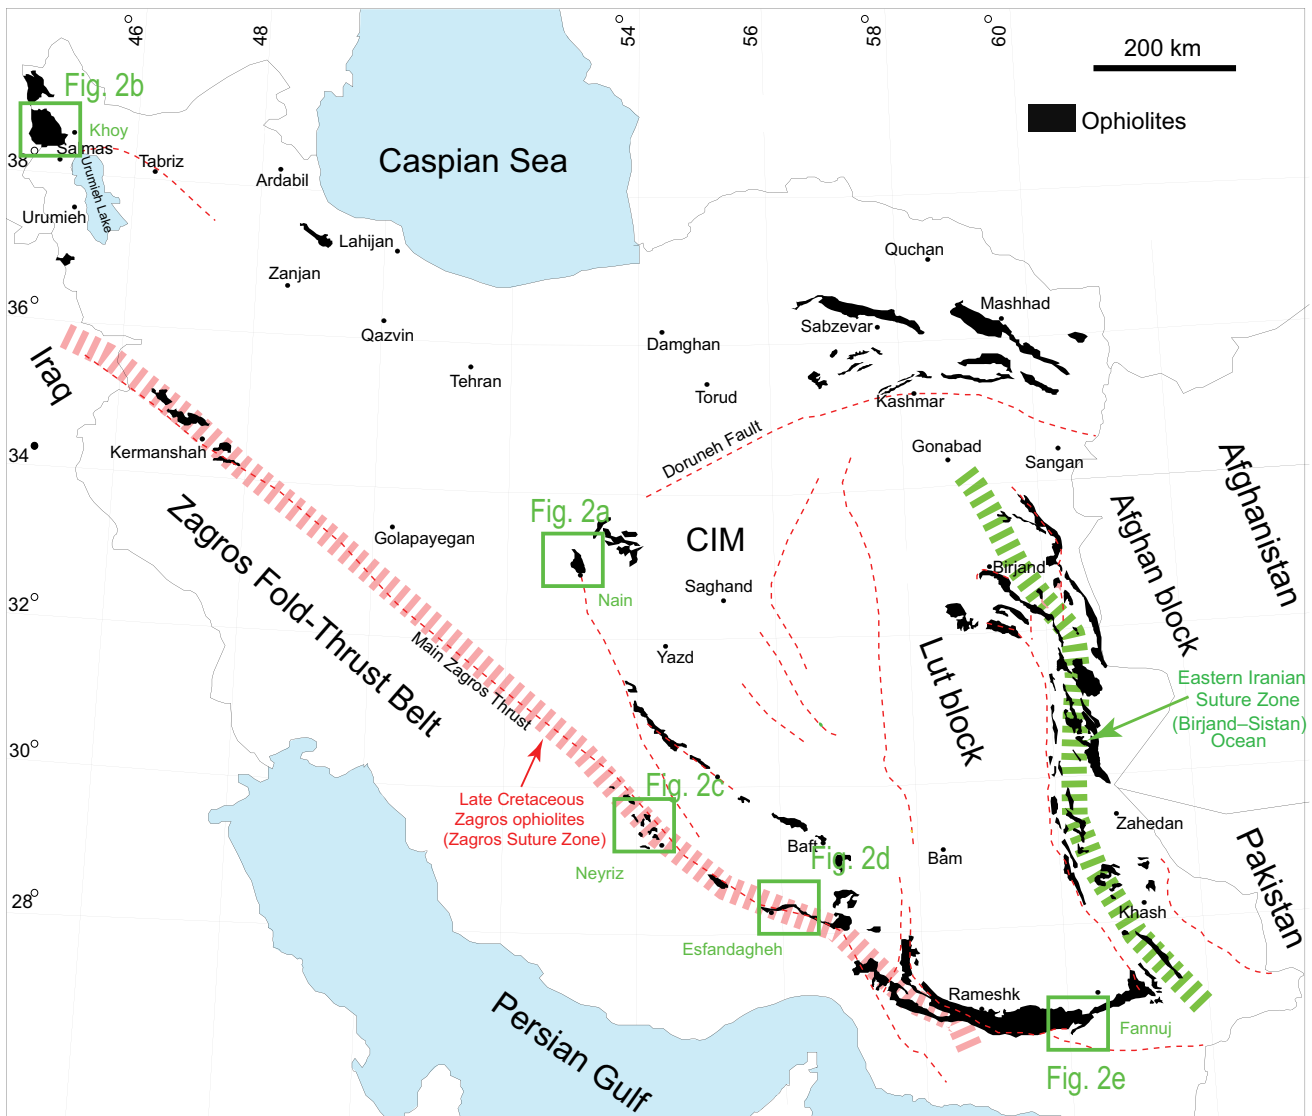 46°
48°
54°
56°
58°
60°
200 km
Ophiolites
Fig. 2b
Khoy
Salmas
38°
Tabriz
Urumieh Lake
Urumieh
Ardabil
Caspian Sea
Lahijan
Zanjan
Quchan
36°
Qazvin
Mashhad
Sabzevar
Damghan
Iraq
Tehran
Torud
Kashmar
Doruneh Fault
Kermanshah
34°
Gonabad
Sangan
Afghanistan
Zagros Fold-Thrust Belt
Fig. 2a
Golapayegan
CIM
Afghan block
Birjand
Saghand
Nain
32°
Main Zagros Thrust
Yazd
Lut block
Eastern Iranian
Suture Zone
(Birjand–Sistan)
Ocean
30°
Fig. 2c
Late Cretaceous
Zagros ophiolites
(Zagros Suture Zone)
Zahedan
Baft
Fig. 2d
Bam
Neyriz
Pakistan
28°
Khash
Esfandagheh
Rameshk
Persian Gulf
Fannuj
Fig. 2e